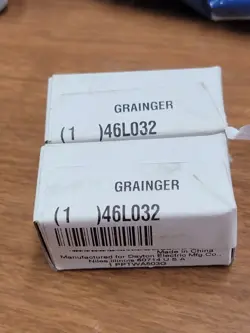 GRAINGER
(1 )46L032
GRAINGER
(1 )46L032
Made in China
Manufactured for Dayton Electric Mfg Co.,
Niles, Illinois 60714 U.S.A